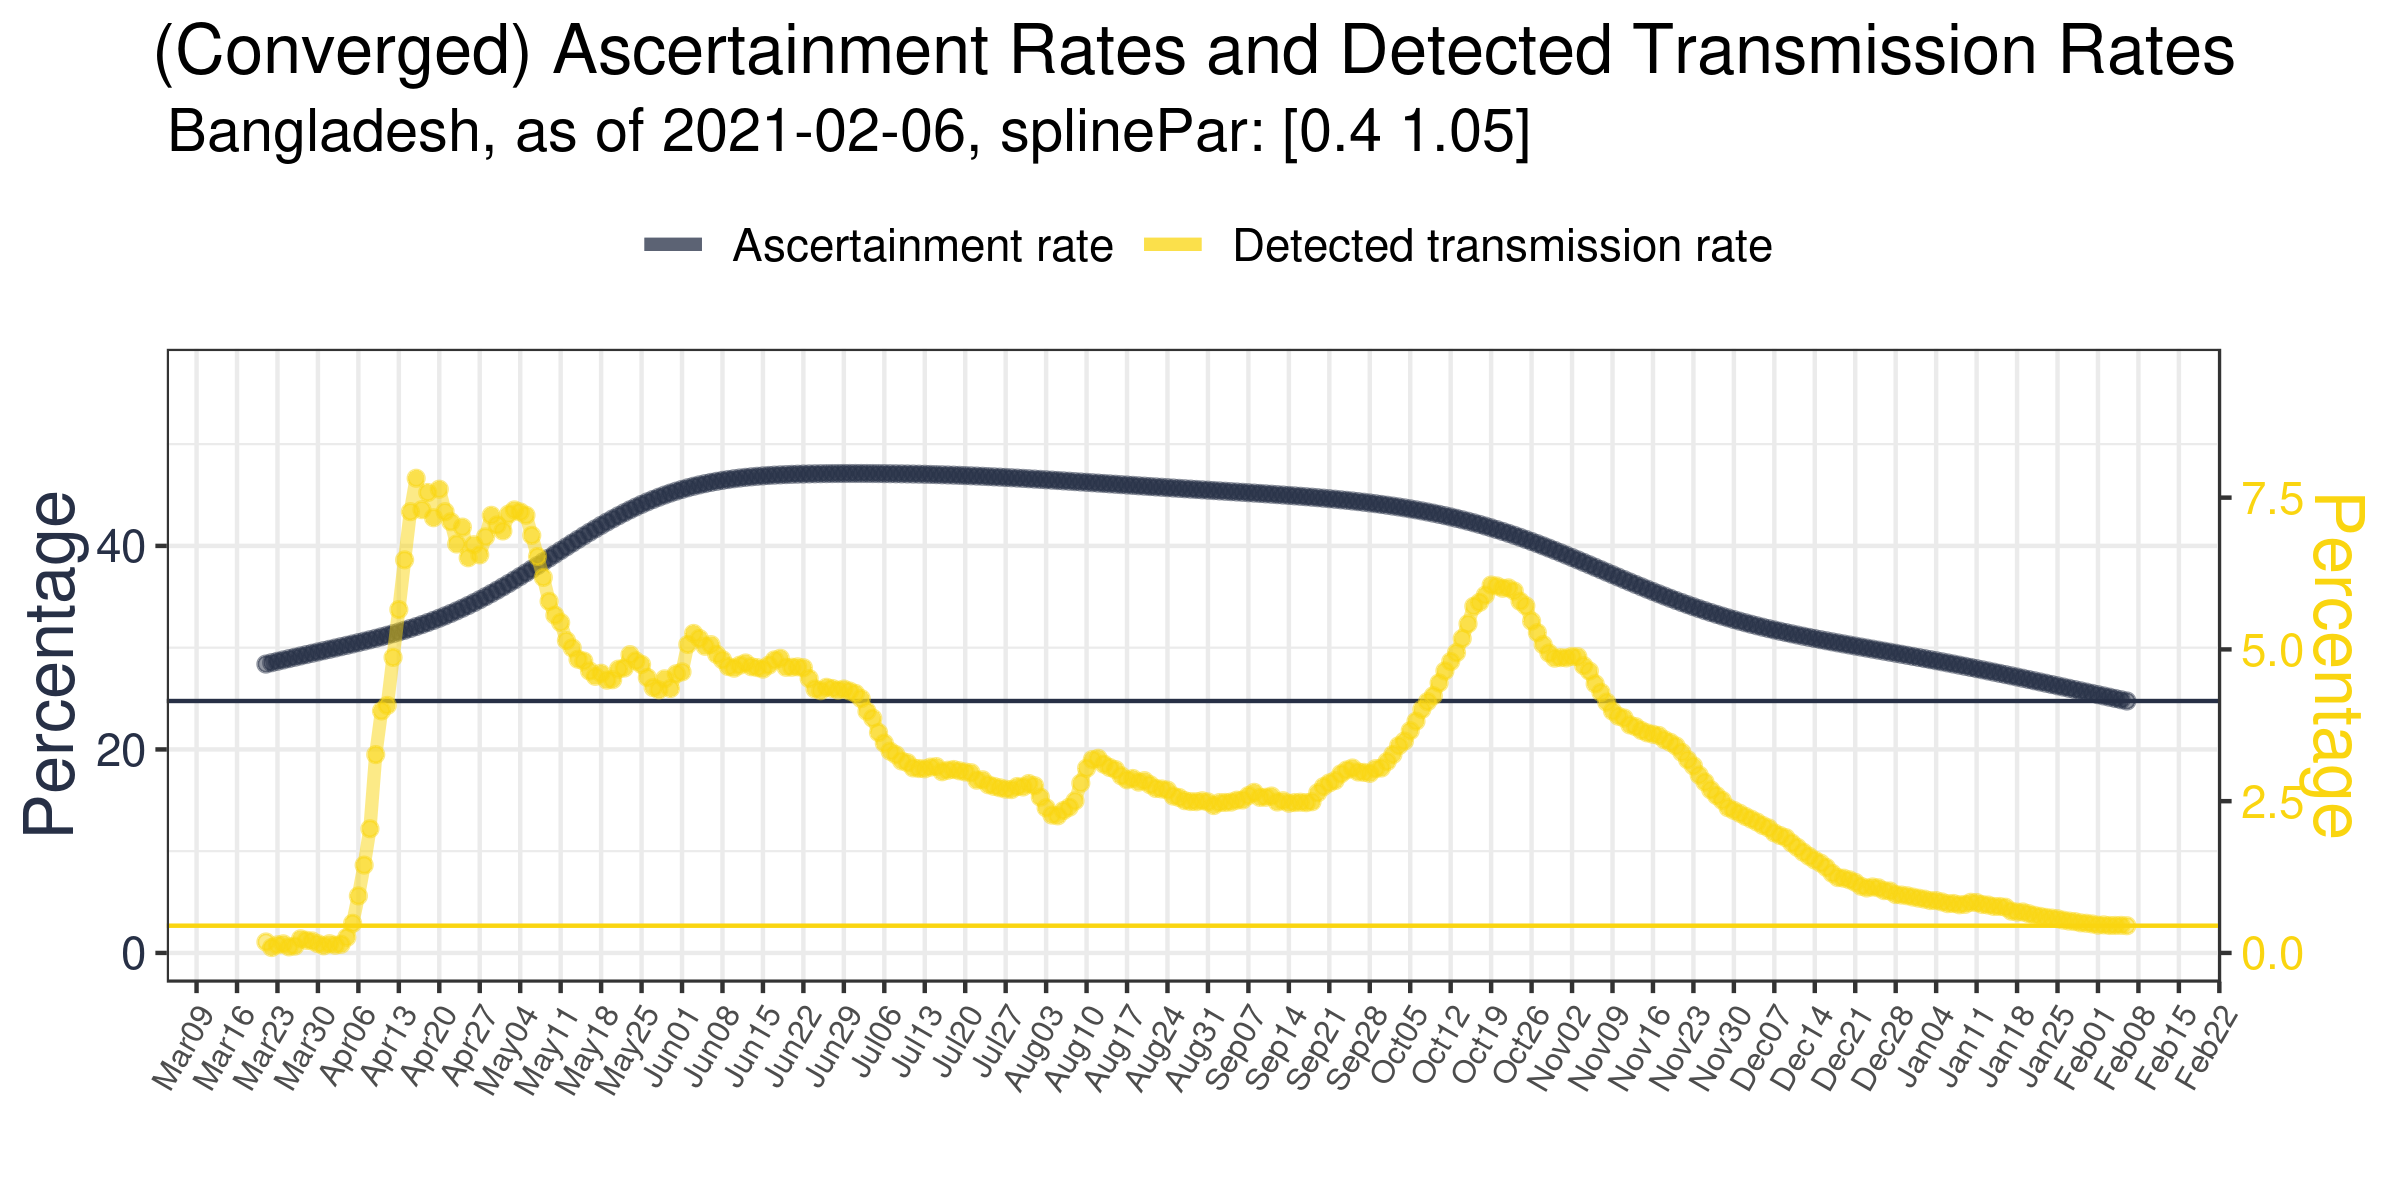 (Converged) Ascertainment Rates and Detected Transmission Rates
Bangladesh, as of 2021-02-06, splinePar: [0.4 1.05]
Ascertainment rate
Detected transmission rate
Percentage
40
20
0
7.5
5.0
2.5
0.0
Percentage
Mar09
Mar16
Mar23
Mar30
Apr06
Apr13
Apr20
Apr27
May04
May11
May18
May25
Jun01
Jun08
Jun15
Jun22
Jun29
Jul06
Jul13
Jul20
Jul27
Aug03
Aug10
Aug17
Aug24
Aug31
Sep07
Sep14
Sep21
Sep28
Oct05
Oct12
Oct19
Oct26
Nov02
Nov09
Nov16
Nov23
Nov30
Dec07
Dec14
Dec21
Dec28
Jan04
Jan11
Jan18
Jan25
Feb01
Feb08
Feb15
Feb22